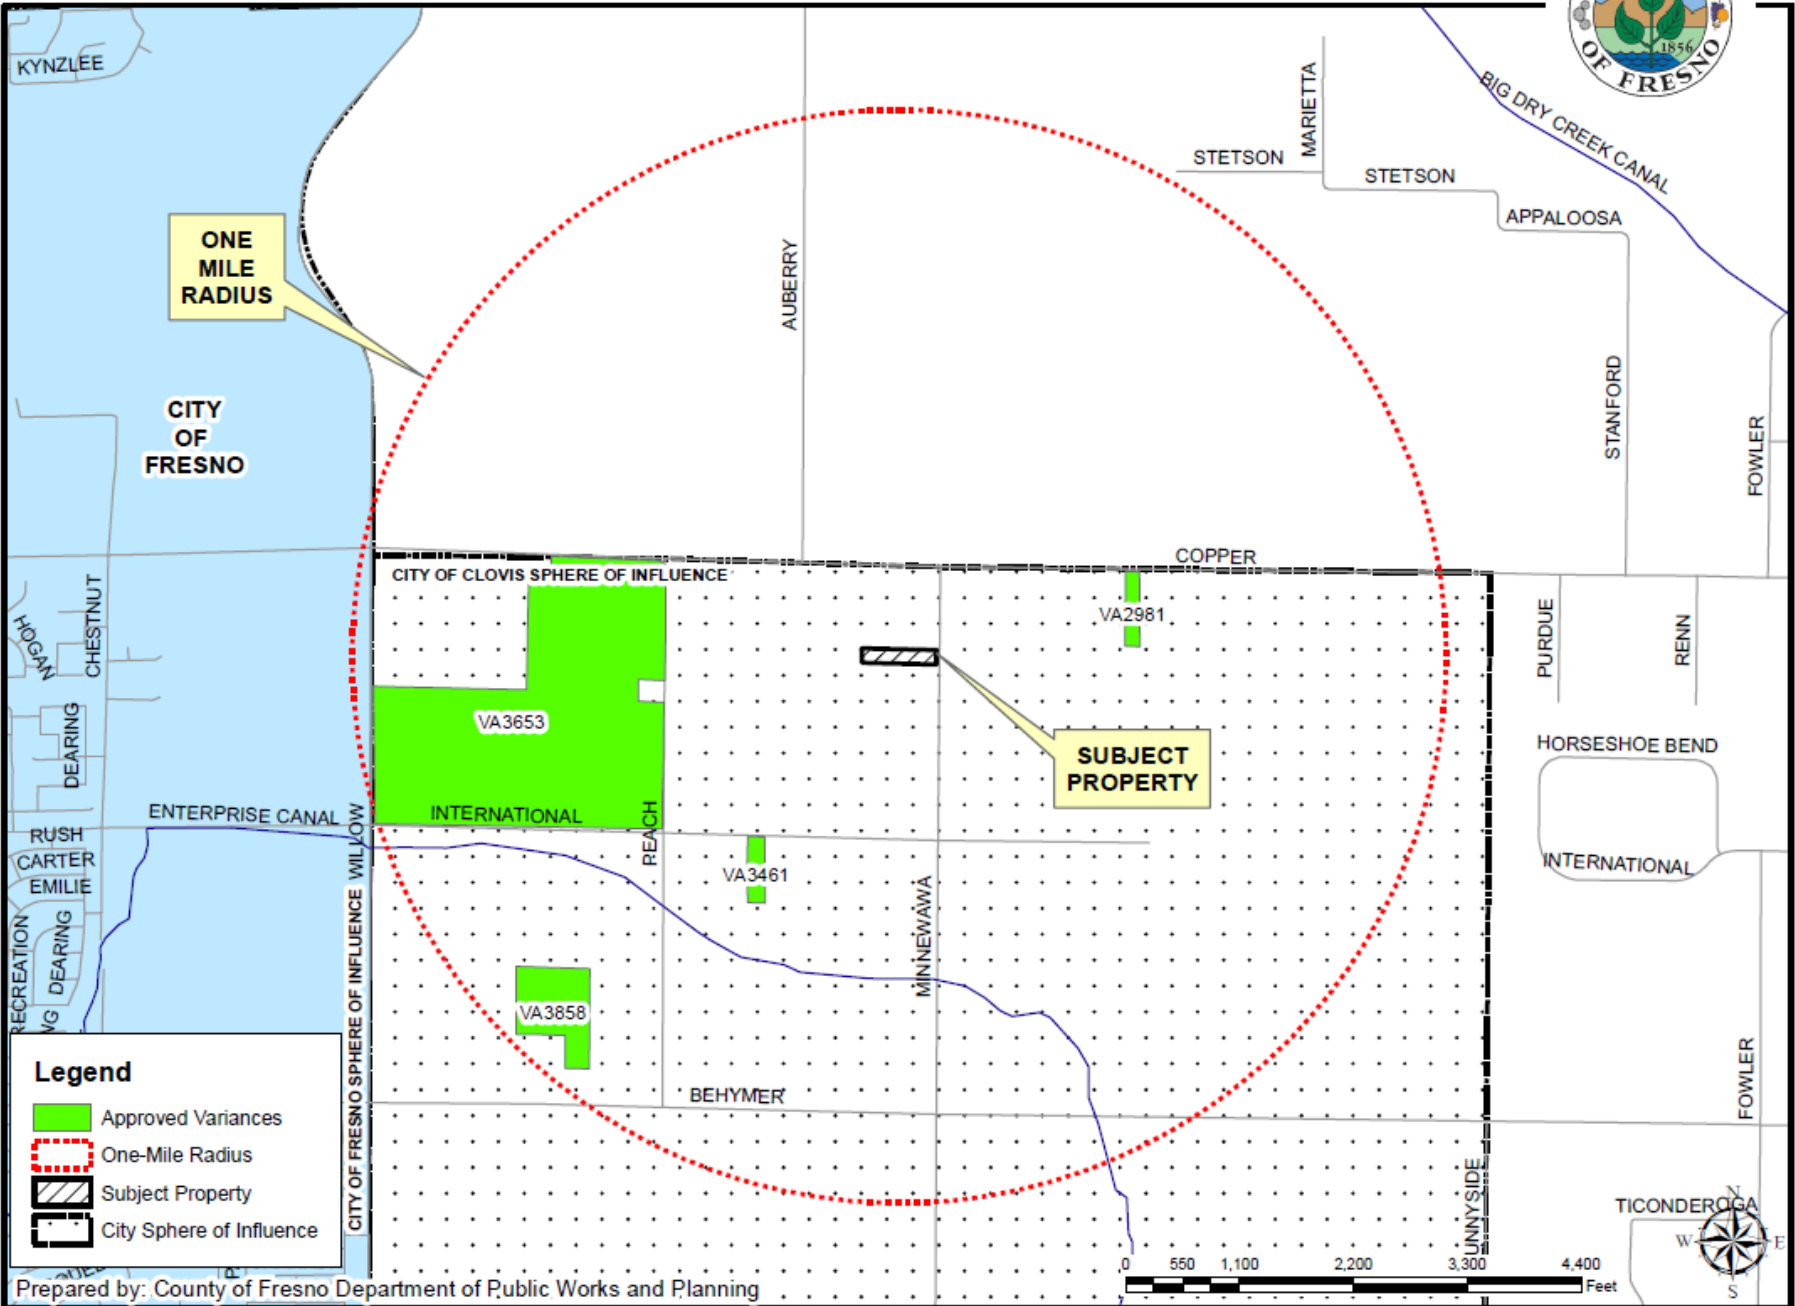 KYNZLEE
1856
OF FRESNO
BIG DRY CREEK CANAL
MARIETTA
STETSON
STETSON
APPALOOSA
ONE
MILE
RADIUS
AUBERRY
STANFORD
FOWLER
CITY
OF
FRESNO
COPPER
CITY OF CLOVIS SPHERE OF INFLUENCE
CHESTNUT
HOGAN
VA2981
PURDUE
RENN
DEARING
VA3653
SUBJECT
PROPERTY
HORSESHOE BEND
ENTERPRISE CANAL
INTERNATIONAL
PEACH
WILLOW
RUSH
CARTER
EMILIE
VA3461
INTERNATIONAL
RECREATION
DEARING
MINNEWAWA
NG
VA3858
CITY OF FRESNO SPHERE OF INFLUENCE
BEHYMER
FOWLER
Legend
Approved Variances
One-Mile Radius
Subject Property
City Sphere of Influence
UNNYSIDE
TICONDEROGA
N
W E
S
0 550 1,100 2,200 3,300 4,400
Feet
Prepared by: County of Fresno Department of Public Works and Planning